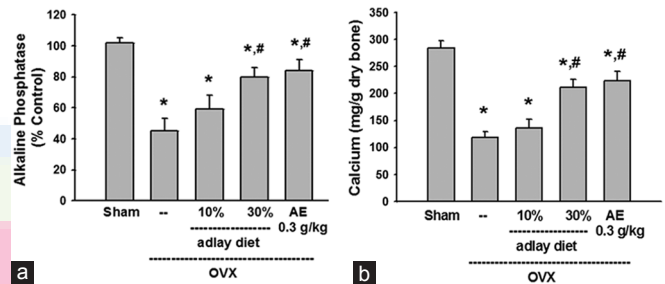 120
100
80
60
40
20
0
Alkaline Phosphatase
(% Control)
*
*
*,#
*,#
Sham -- 10% 30% AE
0.3 g/kg
adlay diet
OVX
a
350
300
250
200
150
100
50
0
Calcium (mg/g dry bone)
*
*
*,#
*,#
Sham -- 10% 30% AE
0.3 g/kg
adlay diet
OVX
b